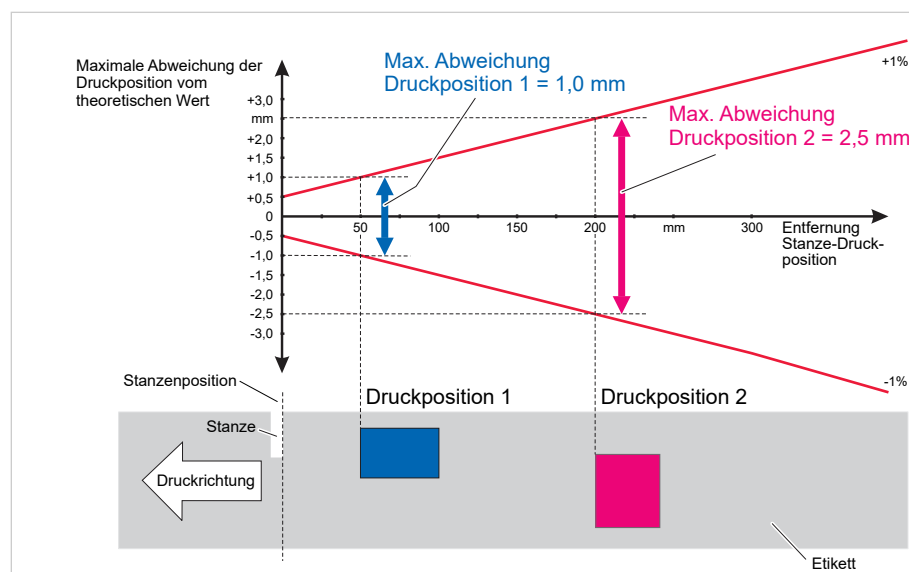 Maximale Abweichung der
Druckposition vom
theoretischen Wert
Max. Abweichung
Druckposition 1 = 1,0 mm
Max. Abweichung
Druckposition 2 = 2,5 mm
+1%
+3,0
mm
+2,0
+1,5
+1,0
+0,5
0
-0,5
-1,0
-1,5
-2,0
-2,5
-3,0
50
100
150
200
mm
300
Entfernung
Stanze-Druck-
position
-1%
Stanzenposition
Stanze
Druckposition 1
Druckposition 2
Druckrichtung
Etikett